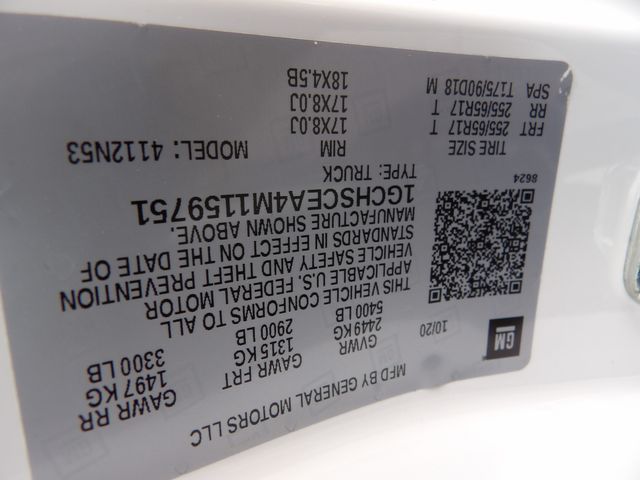 MFD BY GENERAL MOTORS LLC
GM
10/20
GVWR
2449 KG
5400 LB
GAWR FRT
1315 KG
2900 LB
GAWR RR
1497 KG
3300 LB
THIS VEHICLE CONFORMS TO ALL
APPLICABLE U.S. FEDERAL MOTOR
VEHICLE SAFETY AND THEFT PREVENTION
STANDARDS IN EFFECT ON THE DATE OF
MANUFACTURE SHOWN ABOVE.
1GCHSCEA4M1159751
TYPE: TRUCK
8624
MODEL: 4112N53
TIRE SIZE
RIM
FRT 255/65R17 T 17X8.0J
RR 255/65R17 T 17X8.0J
SPA T175/90D18 M 18X4.5B